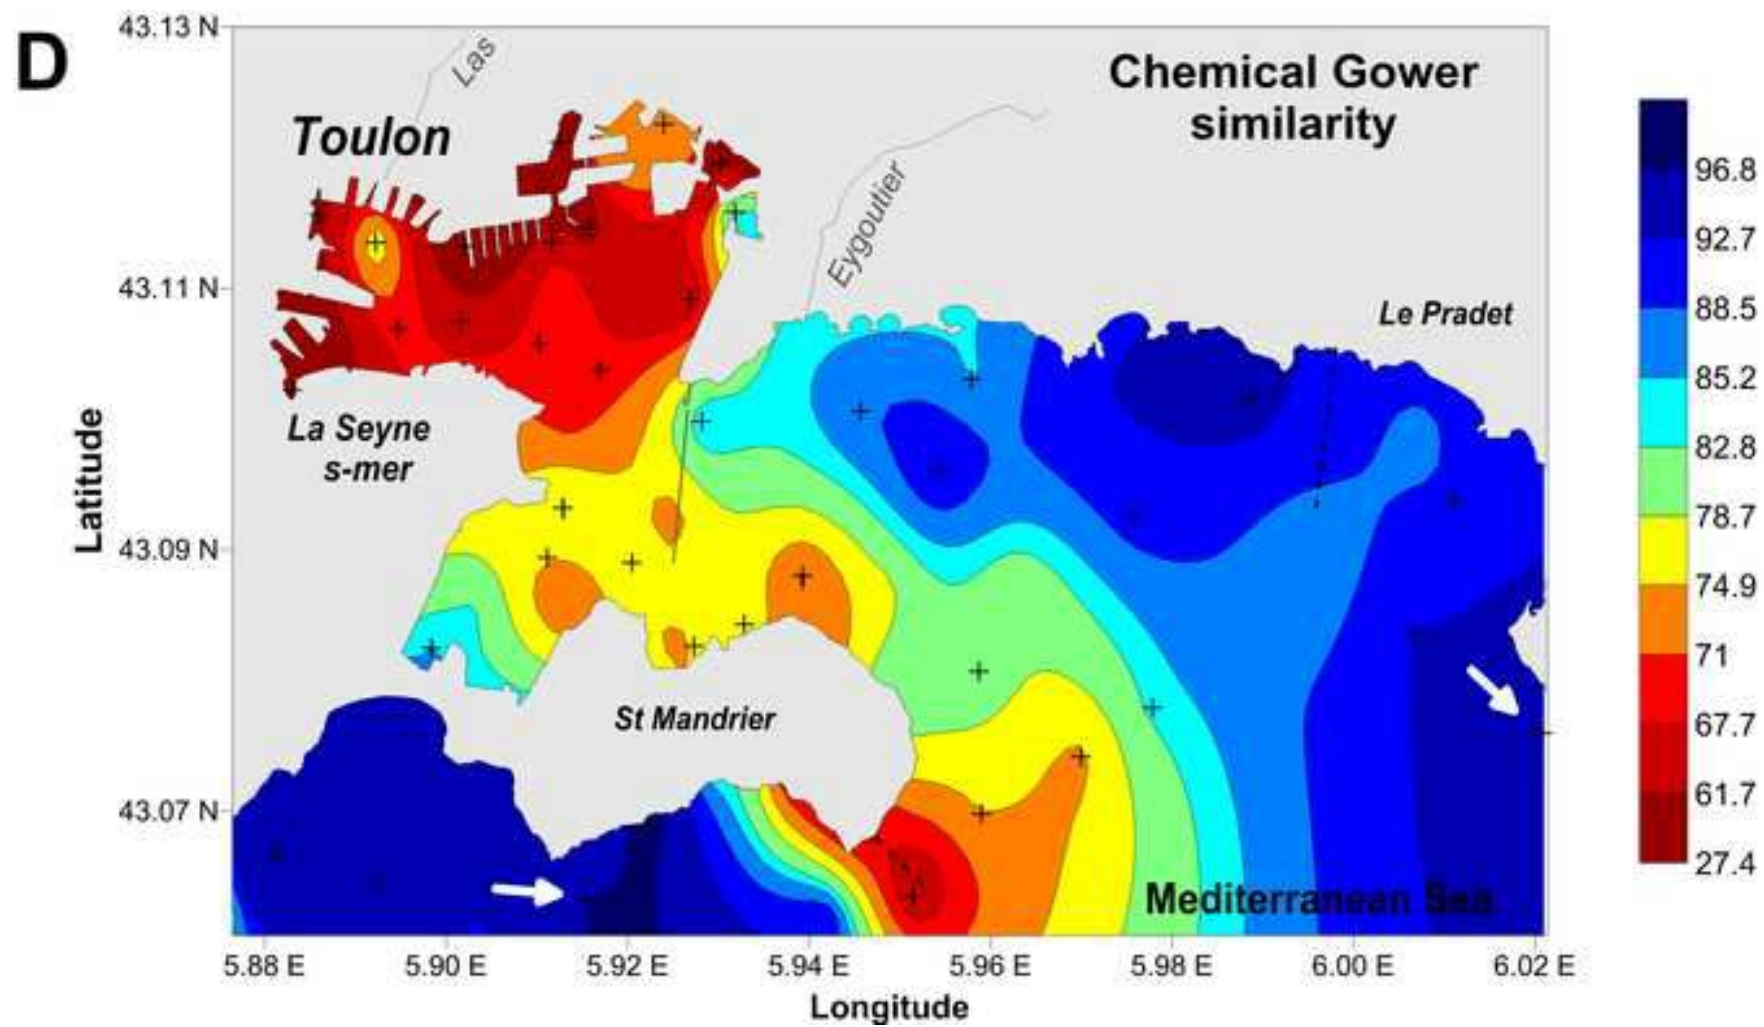 D
43.13 N
Las
Chemical Gower
similarity
Toulon
96.8
Eygoutier
92.7
43.11 N
88.5
Le Pradet
85.2
La Seyne
s-mer
82.8
Latitude
78.7
43.09 N
74.9
71
St Mandrier
67.7
61.7
43.07 N
27.4
Mediterranean Sea
5.88 E
5.90 E
5.92 E
5.94 E
5.96 E
5.98 E
6.00 E
6.02 E
Longitude